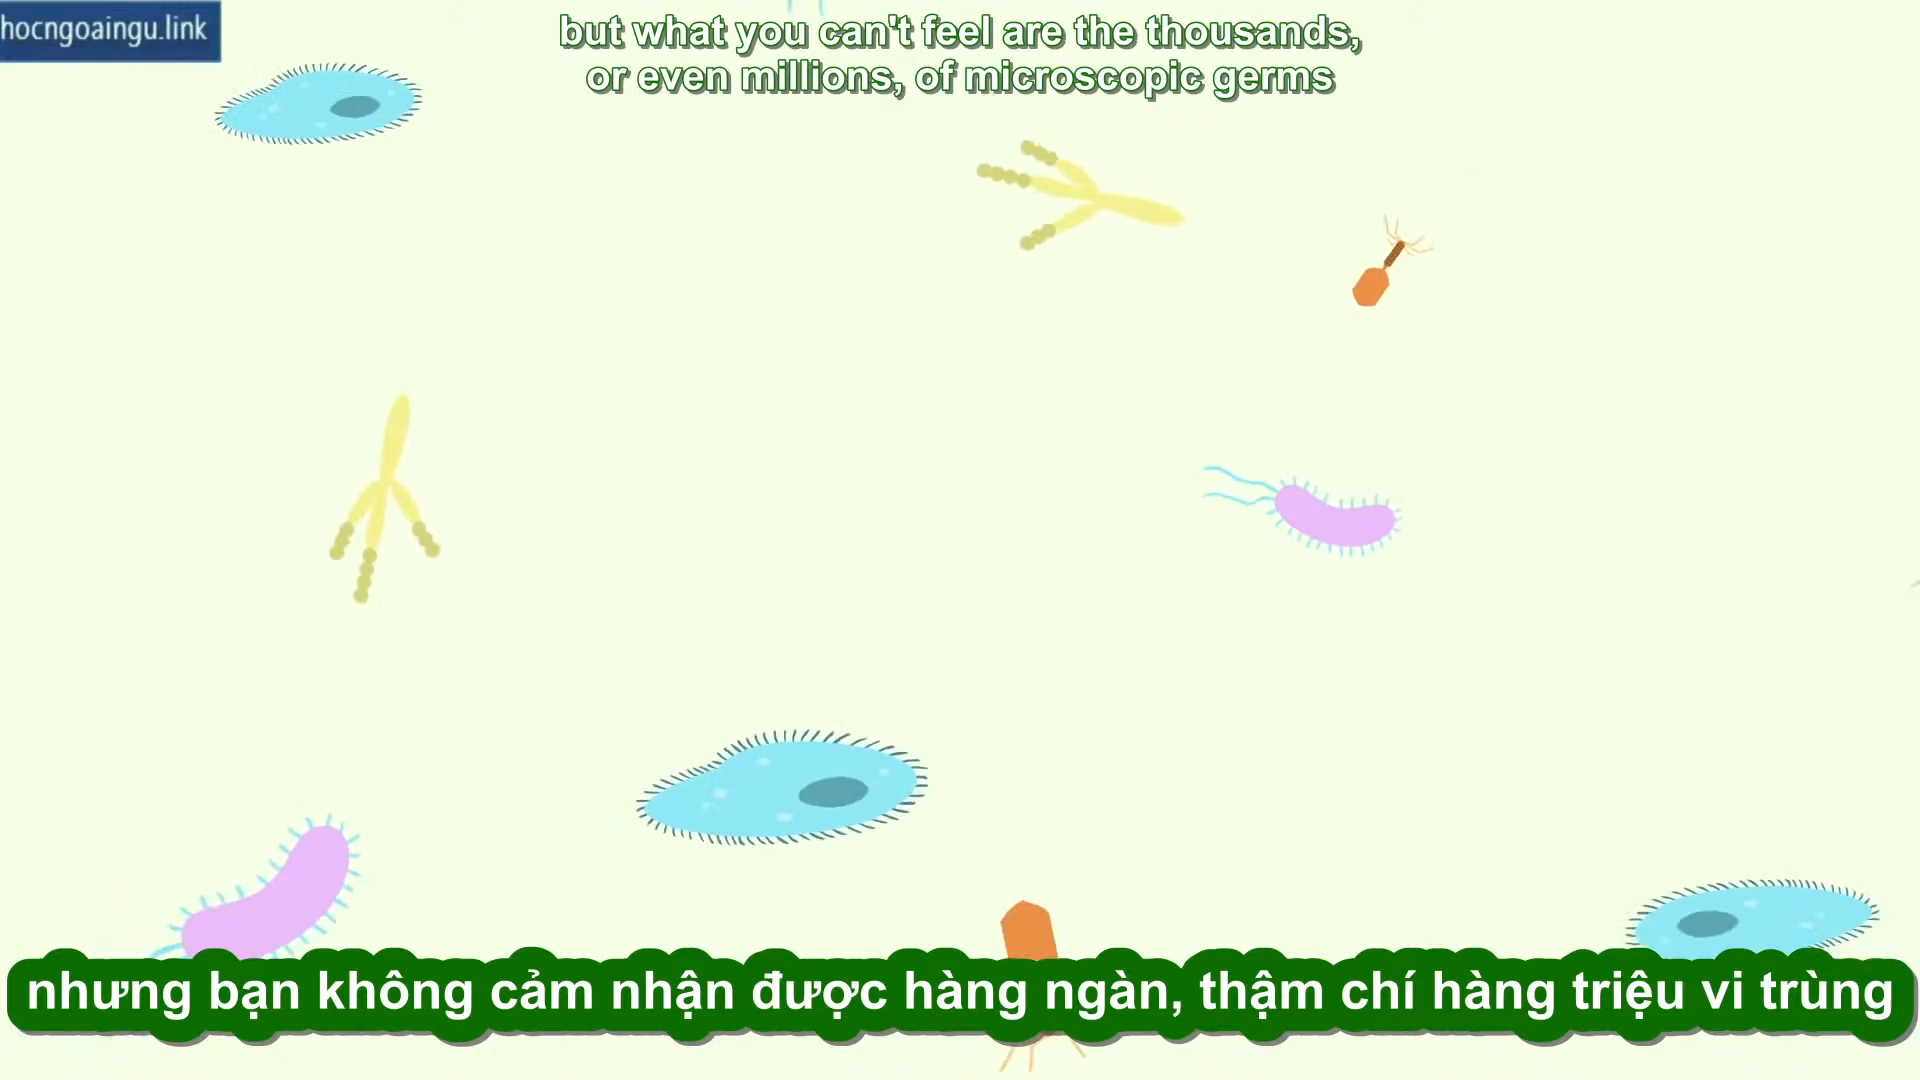 hocngoaingu.link
but what you can't feel are the thousands,
or even millions, of microscopic germs
nhưng bạn không cảm nhận được hàng ngàn, thậm chí hàng triệu vi trùng